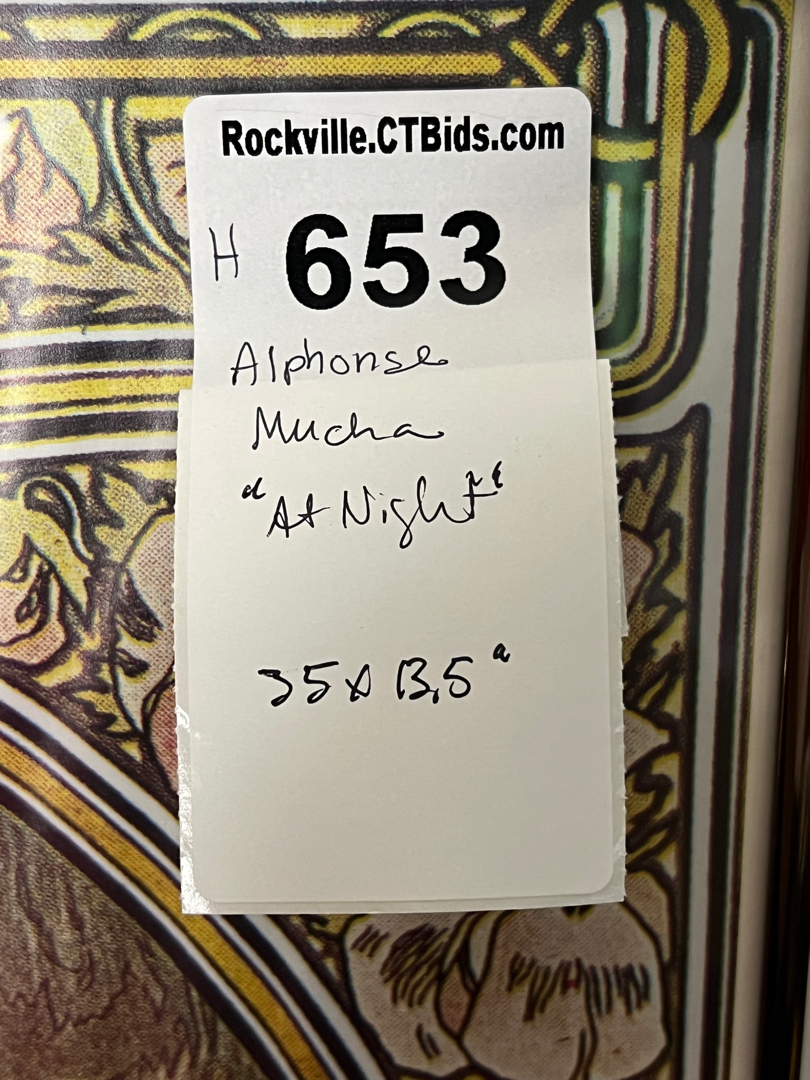 Rockville.CTBids.com
H 653
Alphonse
Mucha
"At Night"
35 x 13.5"